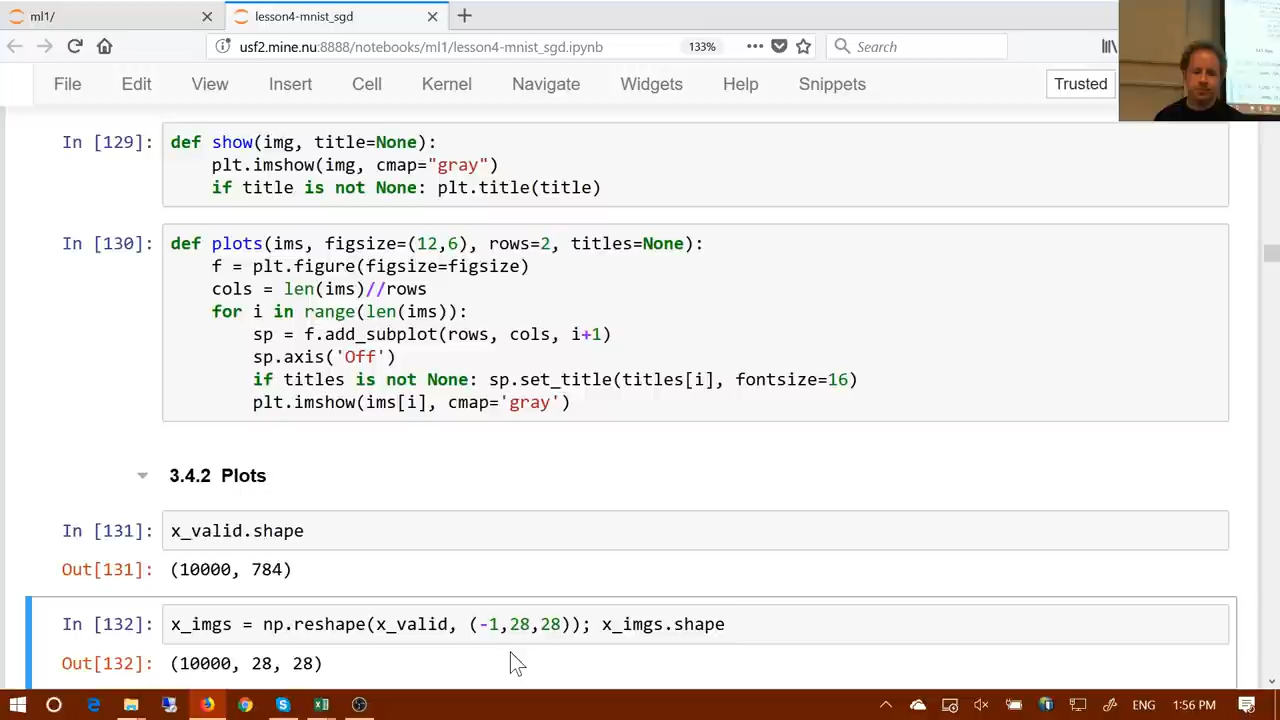 ml1/
lesson4-mnist_sgd
usf2.mine.nu:8888/notebooks/ml1/lesson4-mnist_sgd.ipynb
133%
Search
File Edit View Insert Cell Kernel Navigate Widgets Help Snippets
Trusted
In [129]: def show(img, title=None):
plt.imshow(img, cmap="gray")
if title is not None: plt.title(title)
In [130]: def plots(ims, figsize=(12,6), rows=2, titles=None):
f = plt.figure(figsize=figsize)
cols = len(ims)//rows
for i in range(len(ims)):
sp = f.add_subplot(rows, cols, i+1)
sp.axis('Off')
if titles is not None: sp.set_title(titles[i], fontsize=16)
plt.imshow(ims[i], cmap='gray')
3.4.2 Plots
In [131]: x_valid.shape
Out[131]: (10000, 784)
In [132]: x_imgs = np.reshape(x_valid, (-1,28,28)); x_imgs.shape
Out[132]: (10000, 28, 28)
ENG
1:56 PM